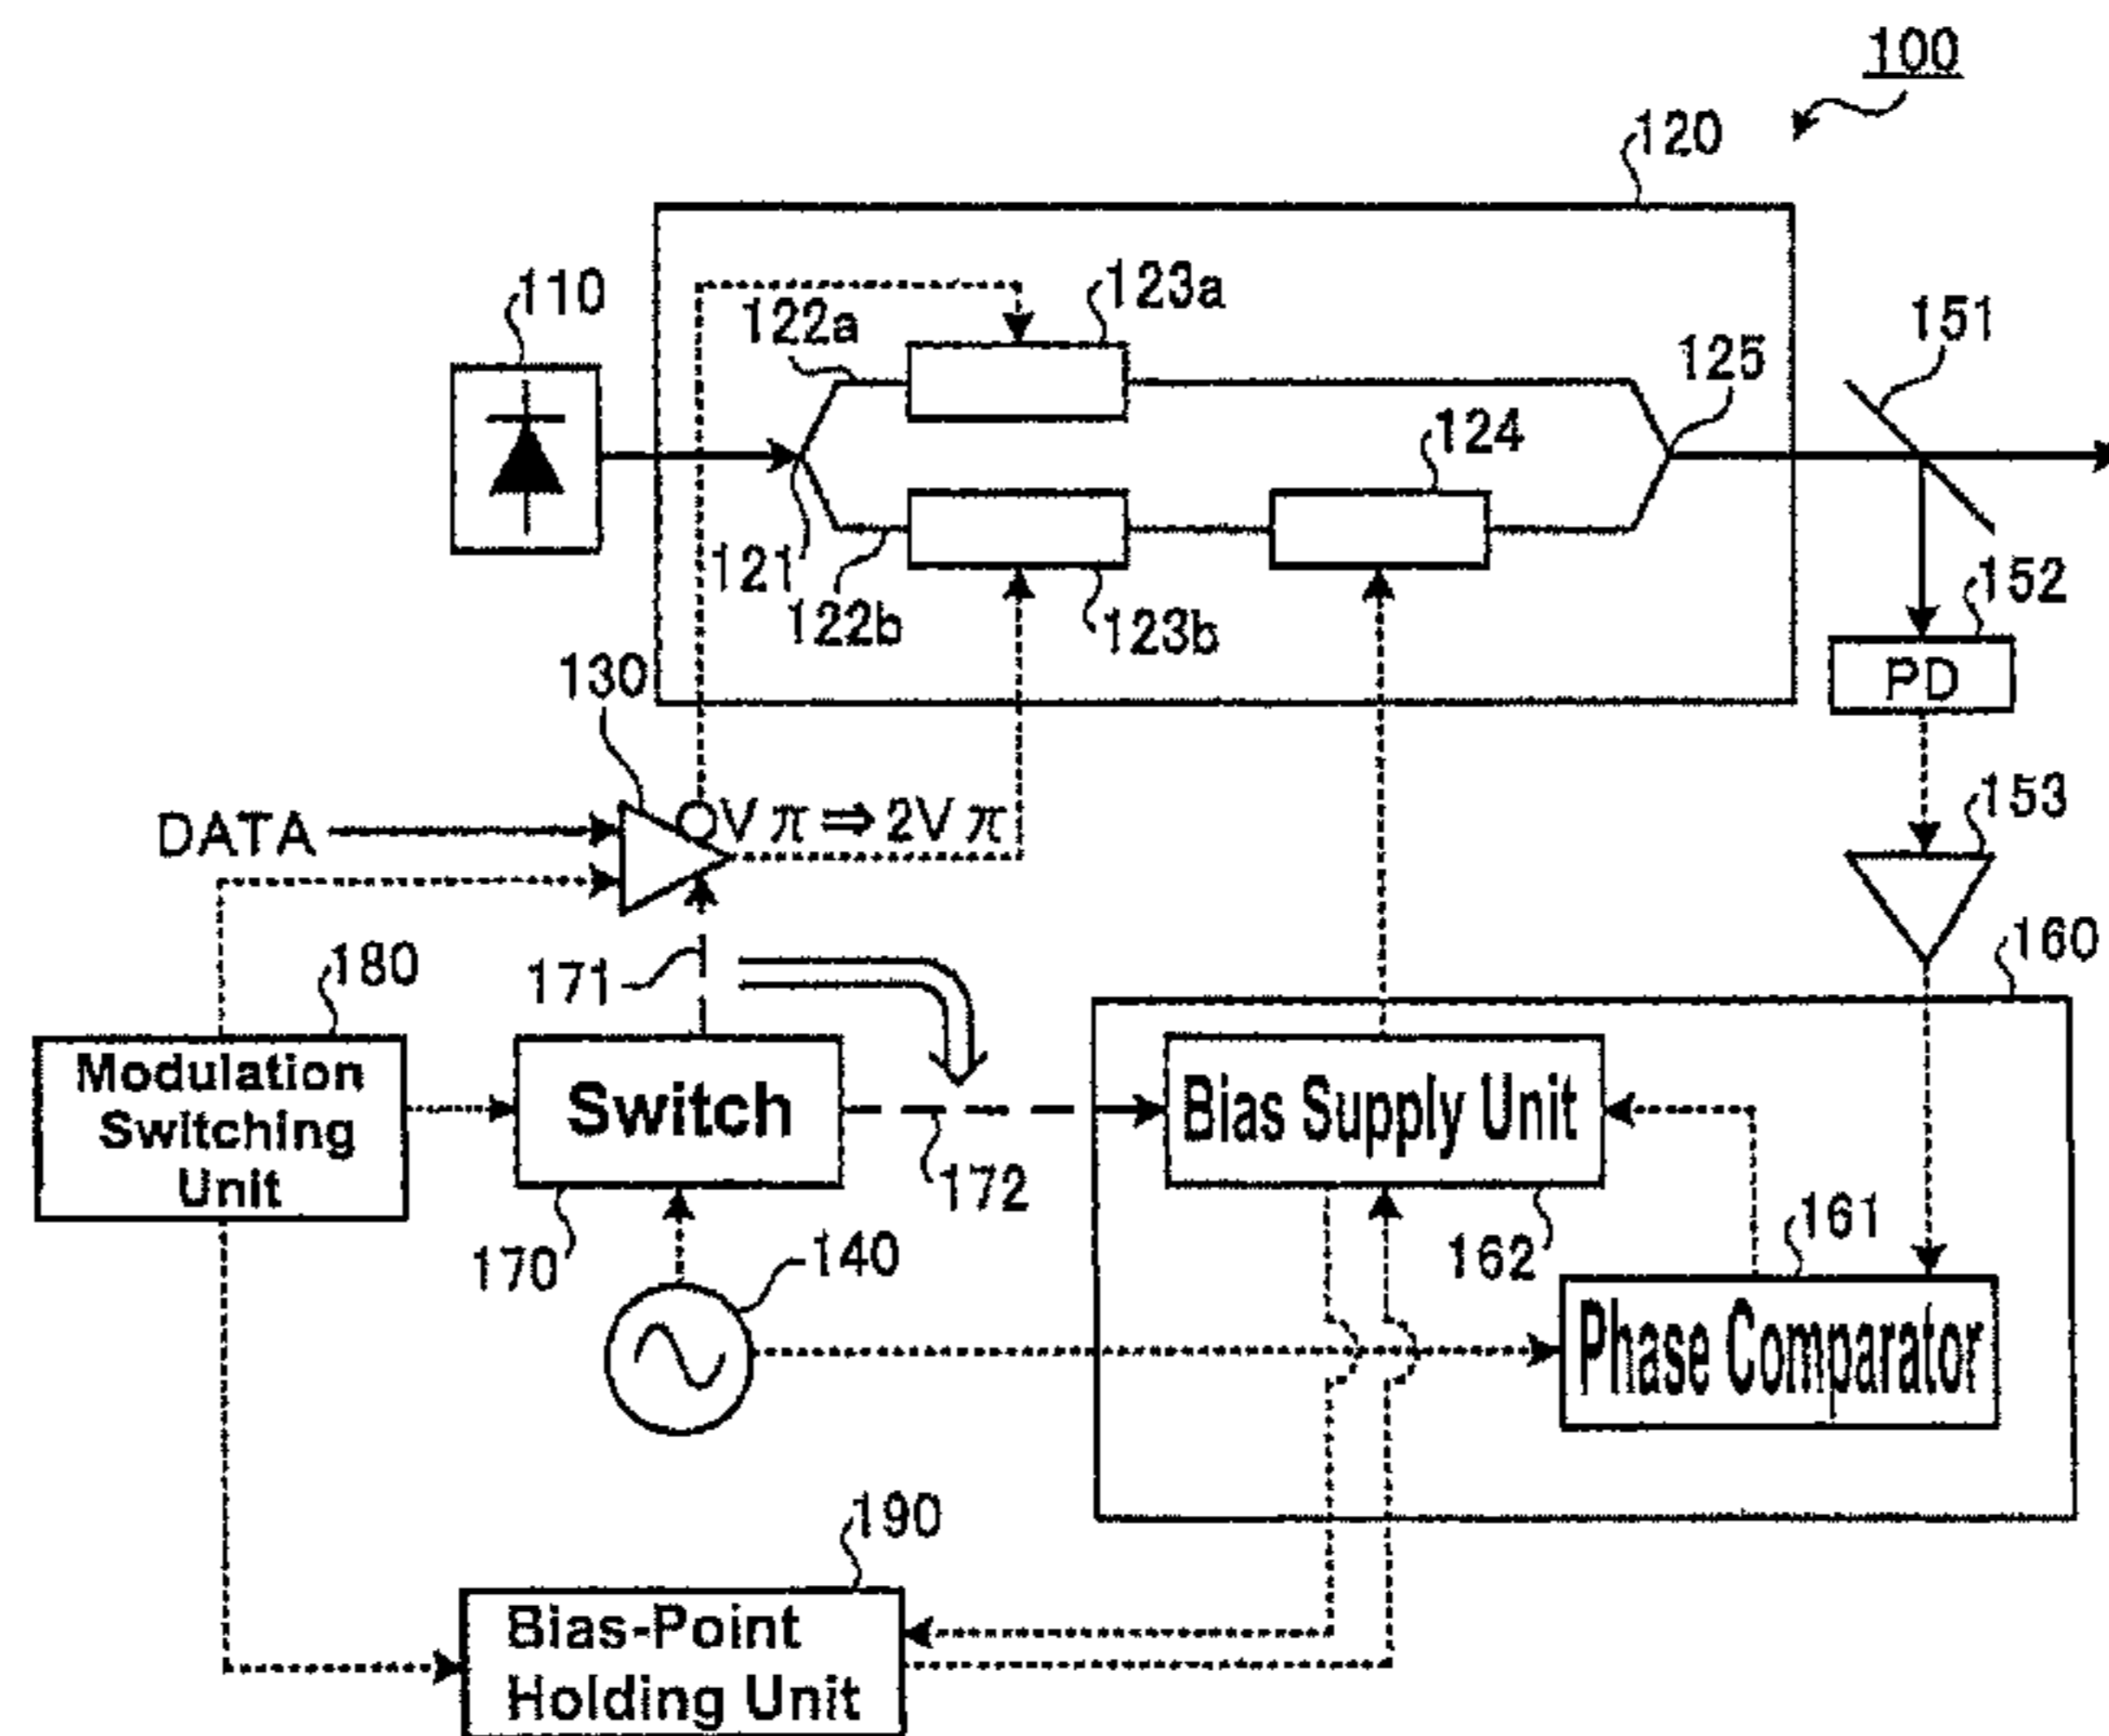 100
120
110
123a
122a
151
125
124
121
122b
123b
152
PD
130
DATA
Vπ⇒2Vπ
153
180
171
160
Modulation
Switching
Unit
Switch
Bias Supply Unit
172
170
140
162
161
Phase Comparator
190
Bias-Point
Holding Unit